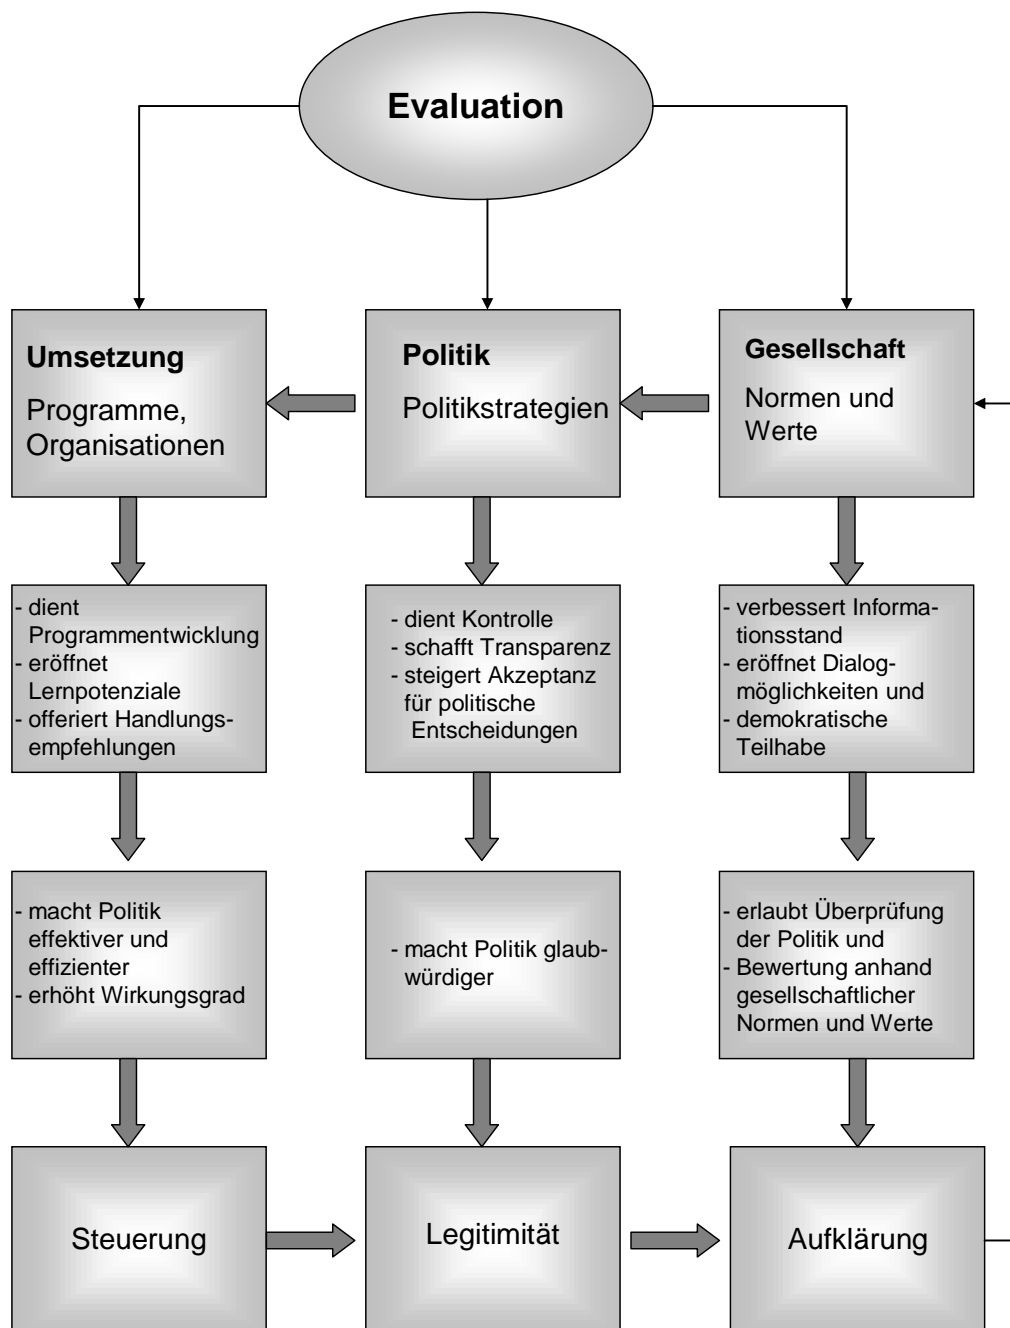 Evaluation
Umsetzung
Programme,
Organisationen
Politik
Politikstrategien
Gesellschaft
Normen und
Werte
- dient
Programmentwicklung
- eröffnet
Lernpotenziale
- offeriert Handlungs-
empfehlungen
- dient Kontrolle
- schafft Transparenz
- steigert Akzeptanz
für politische
Entscheidungen
- verbessert Informa-
tionsstand
- eröffnet Dialog-
möglichkeiten und
- demokratische
Teilhabe
- macht Politik
effektiver und
effizienter
- erhöht Wirkungsgrad
- macht Politik glaub-
würdiger
- erlaubt Überprüfung
der Politik und
- Bewertung anhand
gesellschaftlicher
Normen und Werte
Steuerung
Legitimität
Aufklärung